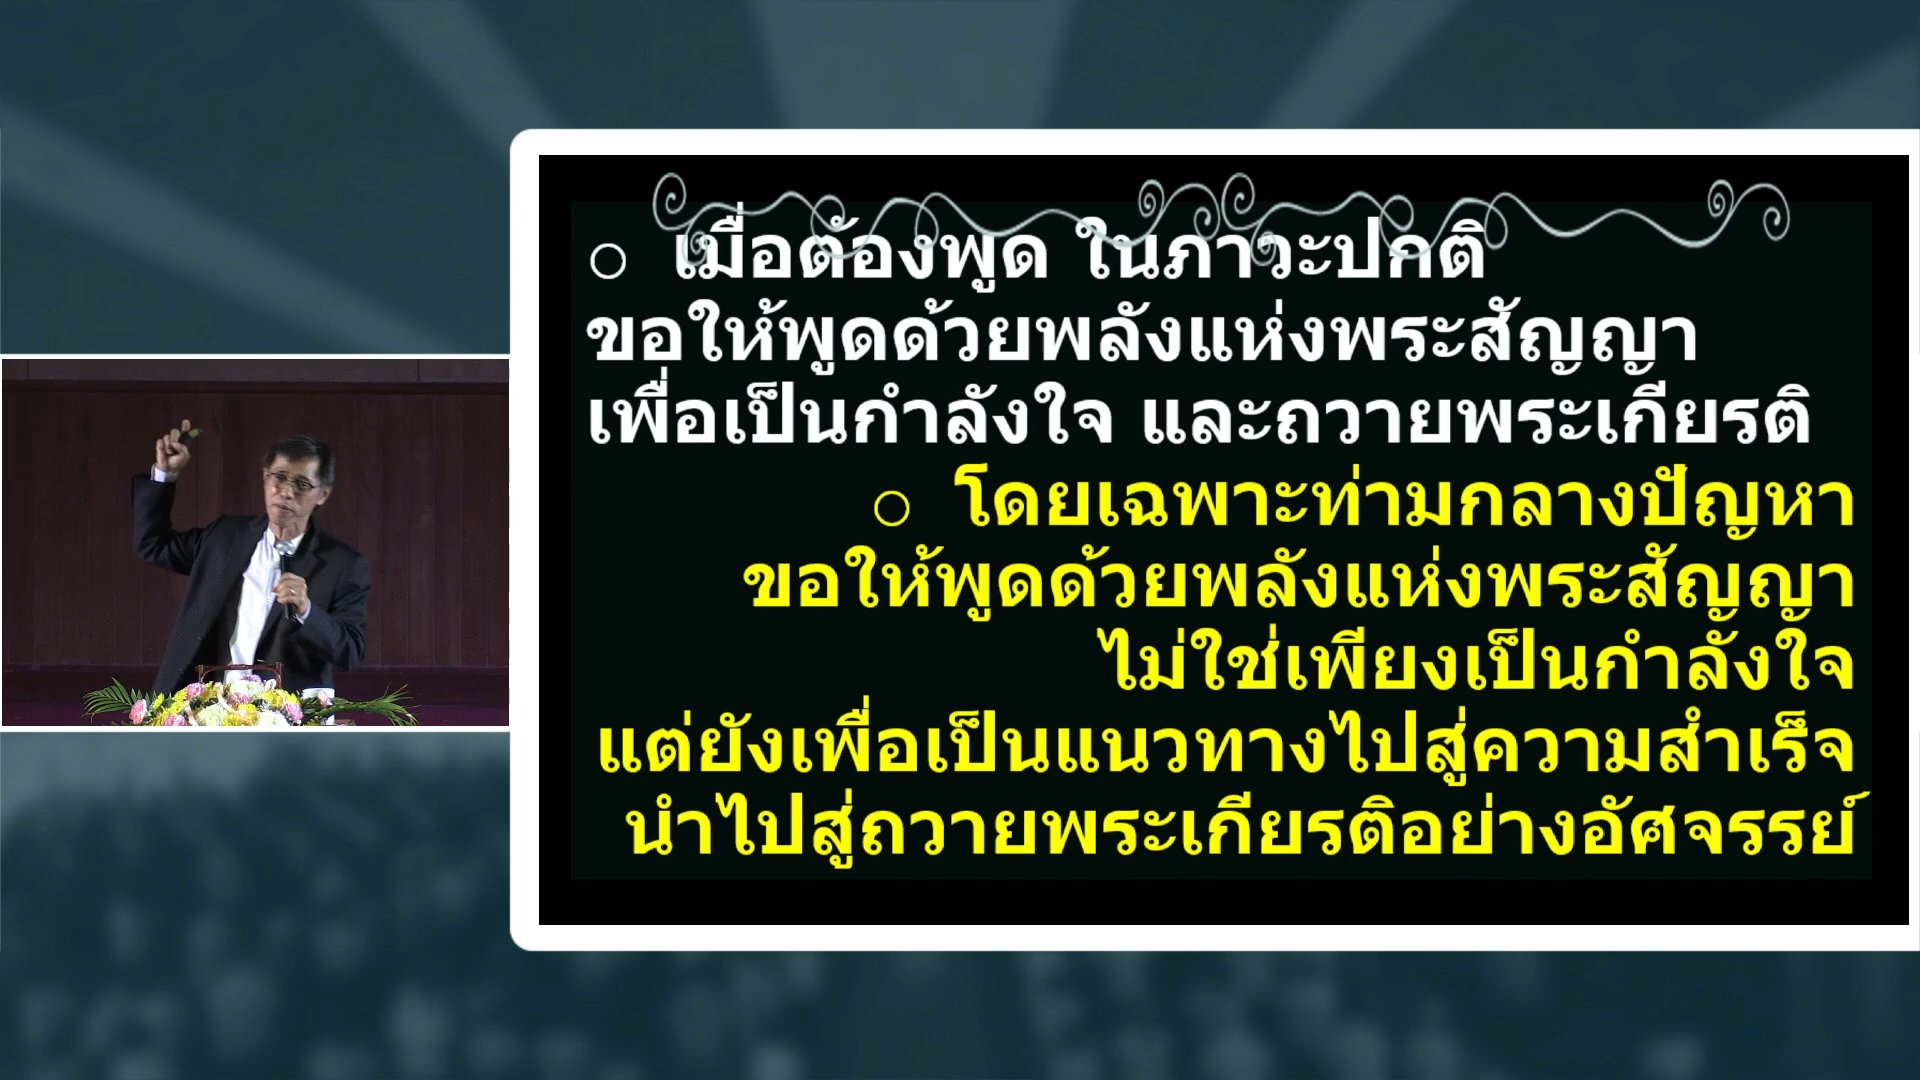 ○ เมื่อต้องพูด ในภาวะปกติ
ขอให้พูดด้วยพลังแห่งพระสัญญา
เพื่อเป็นกำลังใจ และถวายพระเกียรติ
○ โดยเฉพาะท่ามกลางปัญหา
ขอให้พูดด้วยพลังแห่งพระสัญญา
ไม่ใช่เพียงเป็นกำลังใจ
แต่ยังเพื่อเป็นแนวทางไปสู่ความสำเร็จ
นำไปสู่ถวายพระเกียรติอย่างอัศจรรย์